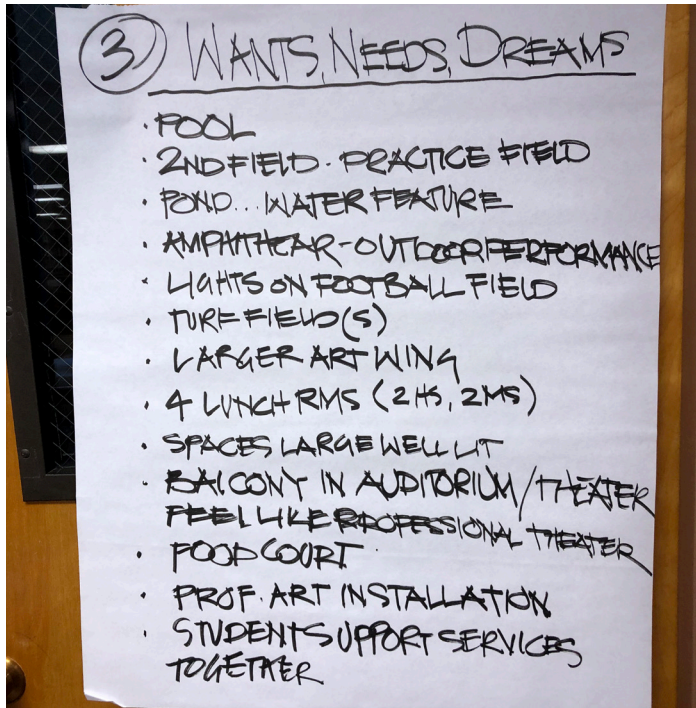 3 WANTS, NEEDS, DREAMS
· POOL
· 2ND FIELD - PRACTICE FIELD
· POND... WATER FEATURE
· AMPHITHEAR - OUTDOOR PERFORMANCE
· LIGHTS ON FOOTBALL FIELD
· TURF FIELD(S)
· LARGER ART WING
· 4 LUNCH RMS (2 HS, 2 MS)
· SPACES LARGE WELL LIT
· BALCONY IN AUDITORIUM/THEATER
FEEL LIKE PROFESSIONAL THEATER
· FOOD COURT
· PROF. ART INSTALLATION
· STUDENT SUPPORT SERVICES
TOGETHER